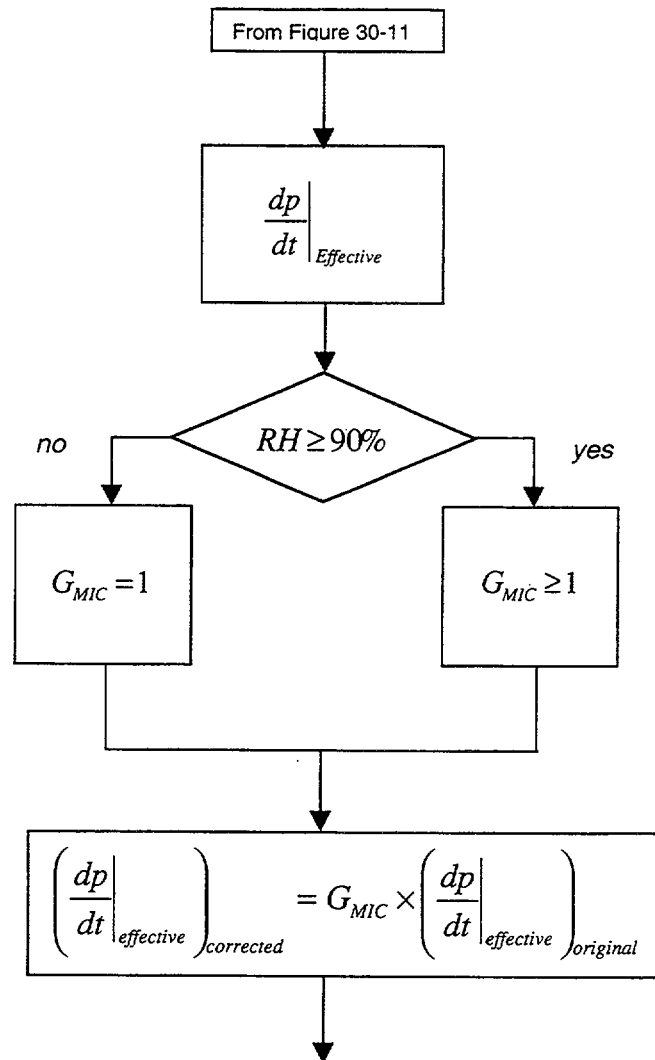 From Figure 30-11
dp/dt|Effective
RH ≥ 90%
no
yes
G_MIC = 1
G_MIC ≥ 1
(dp/dt|effective)corrected = G_MIC × (dp/dt|effective)original